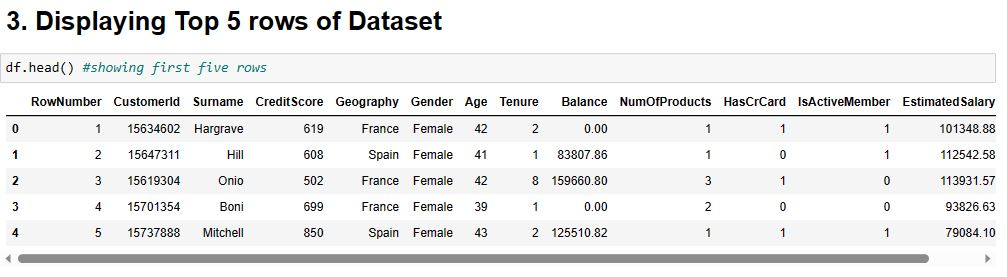 3. Displaying Top 5 rows of Dataset
df.head() #showing first five rows
RowNumber CustomerId Surname CreditScore Geography Gender Age Tenure Balance NumOfProducts HasCrCard IsActiveMember EstimatedSalary
0 1 15634602 Hargrave 619 France Female 42 2 0.00 1 1 1 101348.88
1 2 15647311 Hill 608 Spain Female 41 1 83807.86 1 0 1 112542.58
2 3 15619304 Onio 502 France Female 42 8 159660.80 3 1 0 113931.57
3 4 15701354 Boni 699 France Female 39 1 0.00 2 0 0 93826.63
4 5 15737888 Mitchell 850 Spain Female 43 2 125510.82 1 1 1 79084.10